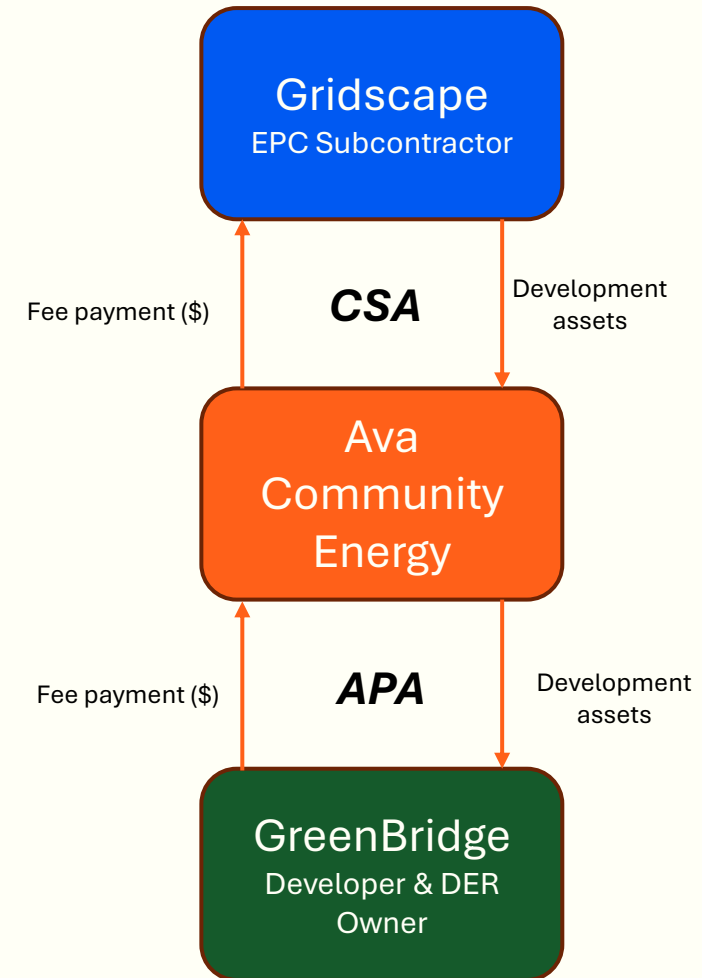 Gridscape
EPC Subcontractor
Fee payment ($)
CSA
Development
assets
Ava
Community
Energy
Fee payment ($)
APA
Development
assets
GreenBridge
Developer & DER
Owner